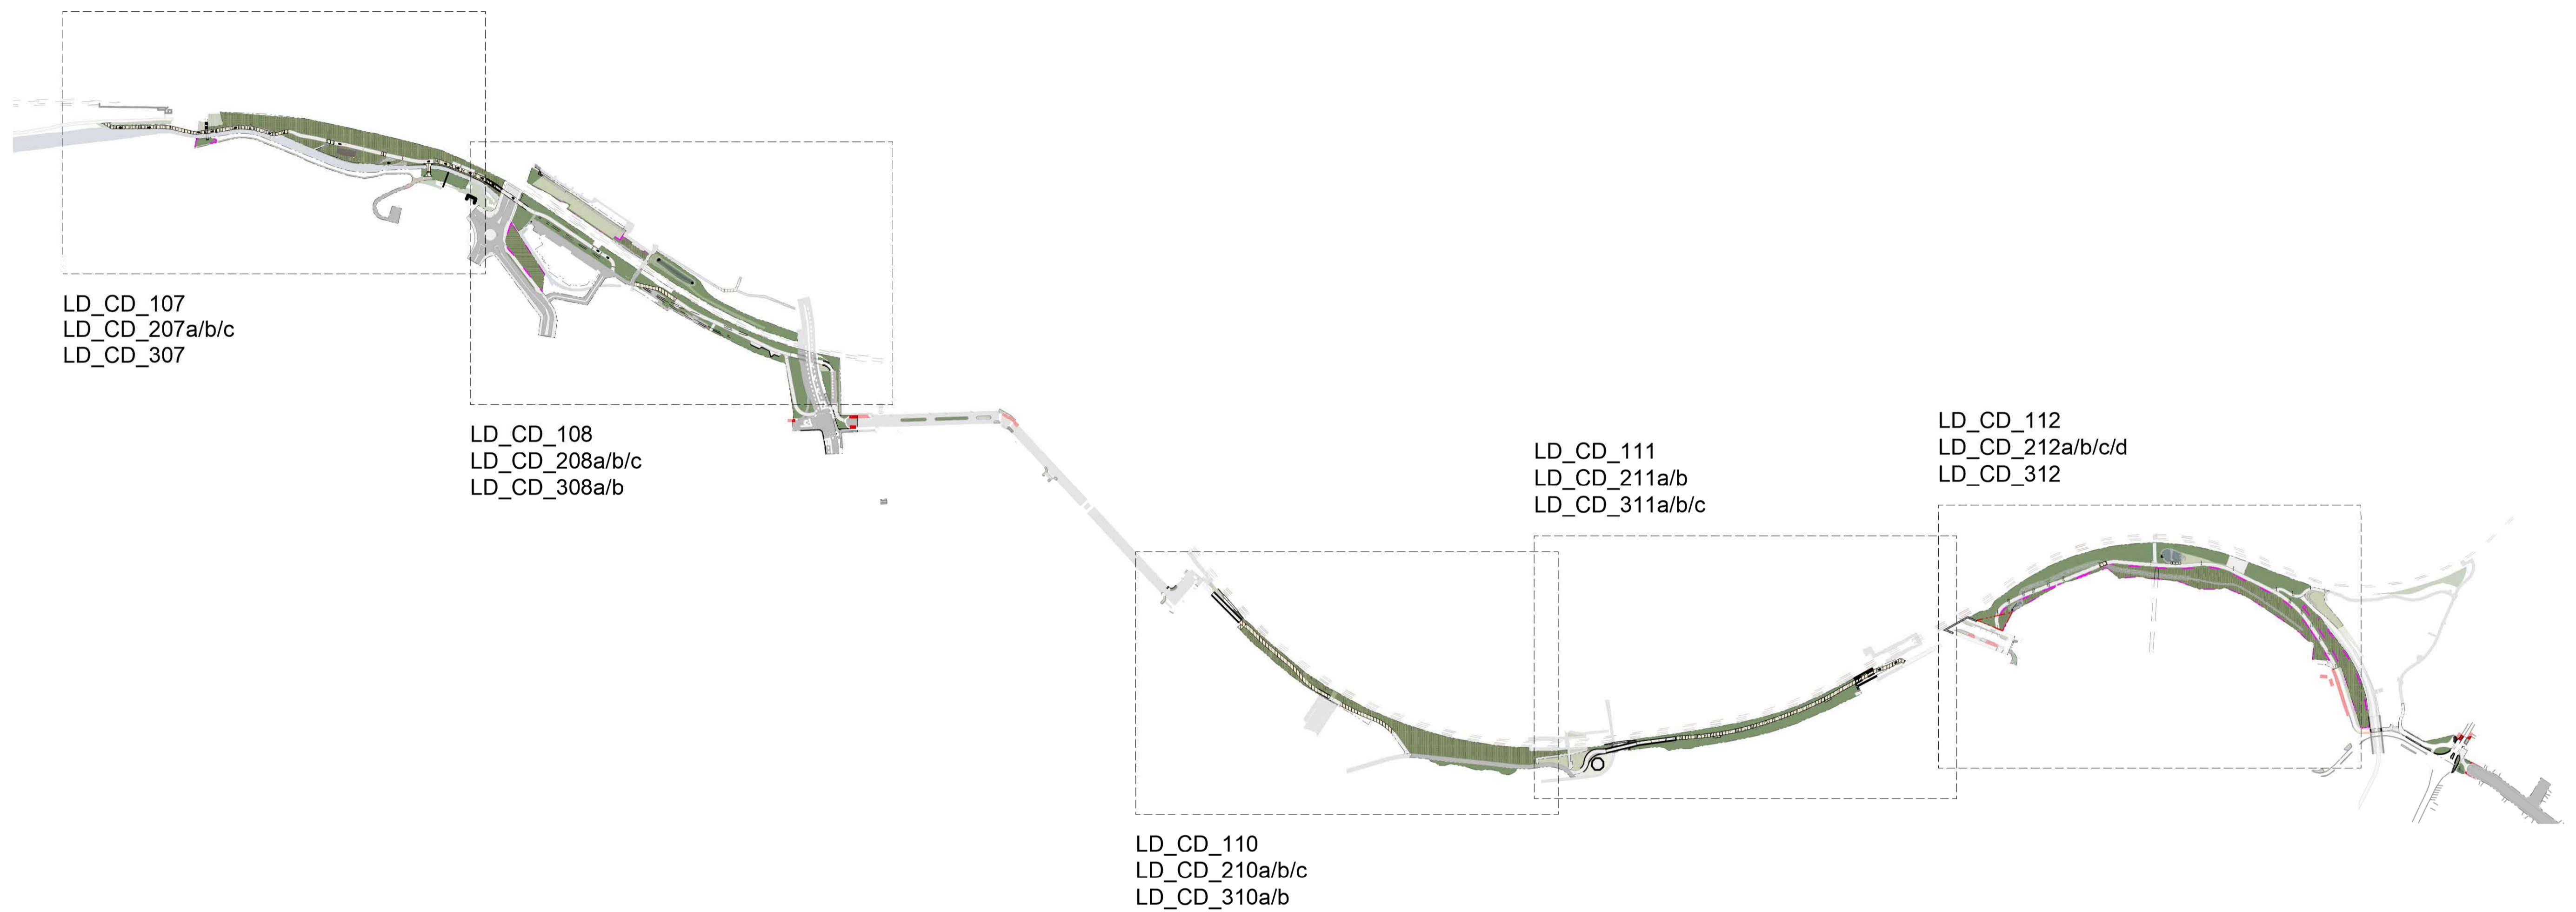 LD_CD_107
LD_CD_207a/b/c
LD_CD_307
LD_CD_108
LD_CD_208a/b/c
LD_CD_308a/b
LD_CD_111
LD_CD_211a/b
LD_CD_311a/b/c
LD_CD_112
LD_CD_212a/b/c/d
LD_CD_312
LD_CD_110
LD_CD_210a/b/c
LD_CD_310a/b